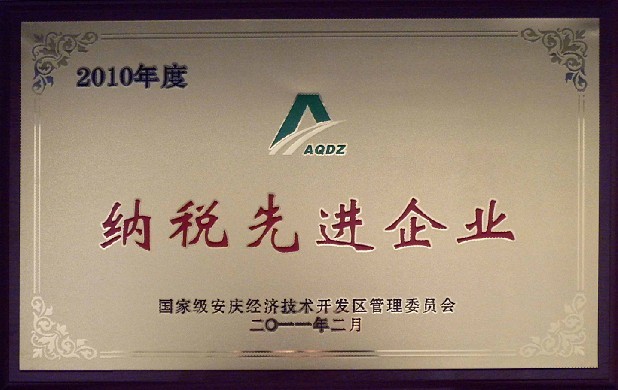 2010年度
AQDZ
纳税先进企业
国家级安庆经济技术开发区管理委员会
二〇一一年二月